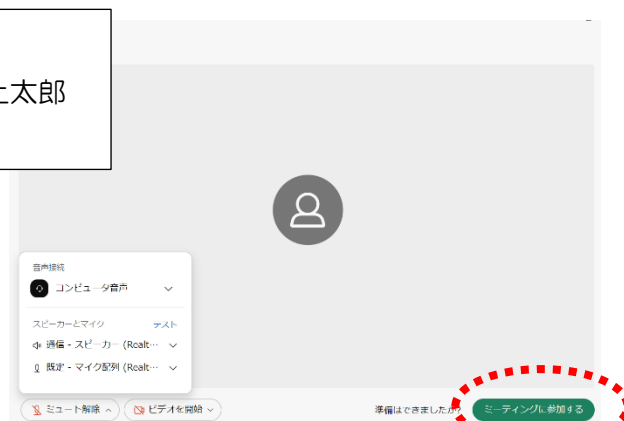 太郎
音声接続
コンピュータ音声
スピーカーとマイク テスト
通信 - スピーカー (Realt…
既定 - マイク配列 (Realt…
ミュート解除
ビデオを開始
準備はできましたか?
ミーティングに参加する